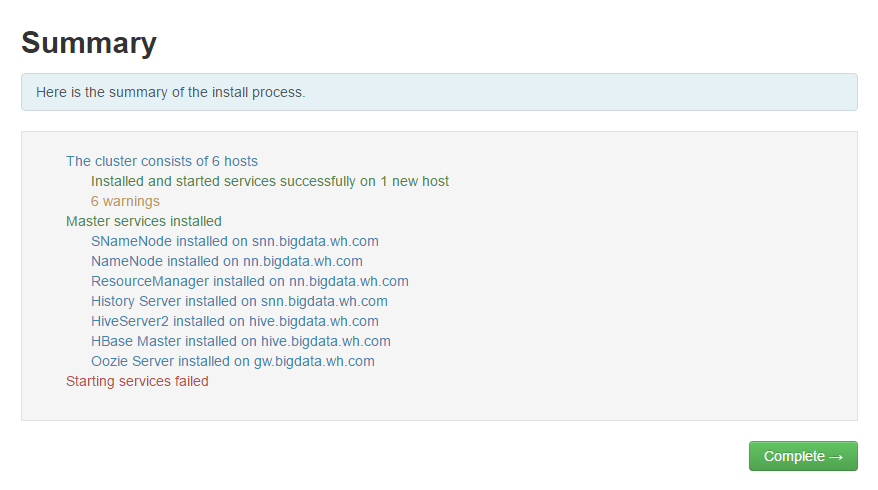 Summary
Here is the summary of the install process.
The cluster consists of 6 hosts
Installed and started services successfully on 1 new host
6 warnings
Master services installed
SNameNode installed on snn.bigdata.wh.com
NameNode installed on nn.bigdata.wh.com
ResourceManager installed on nn.bigdata.wh.com
History Server installed on snn.bigdata.wh.com
HiveServer2 installed on hive.bigdata.wh.com
HBase Master installed on hive.bigdata.wh.com
Oozie Server installed on gw.bigdata.wh.com
Starting services failed
Complete →